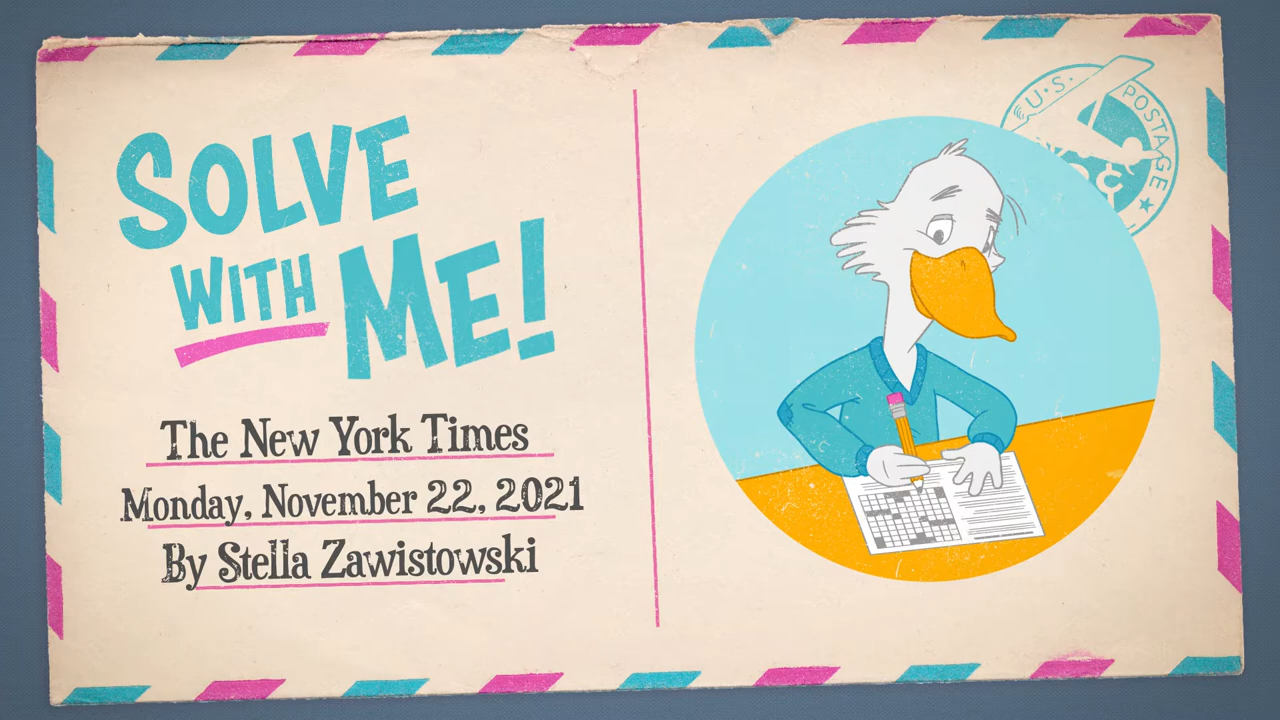 SOLVE
WITH ME!
The New York Times
Monday, November 22, 2021
By Stella Zawistowski
U.S. POSTAGE